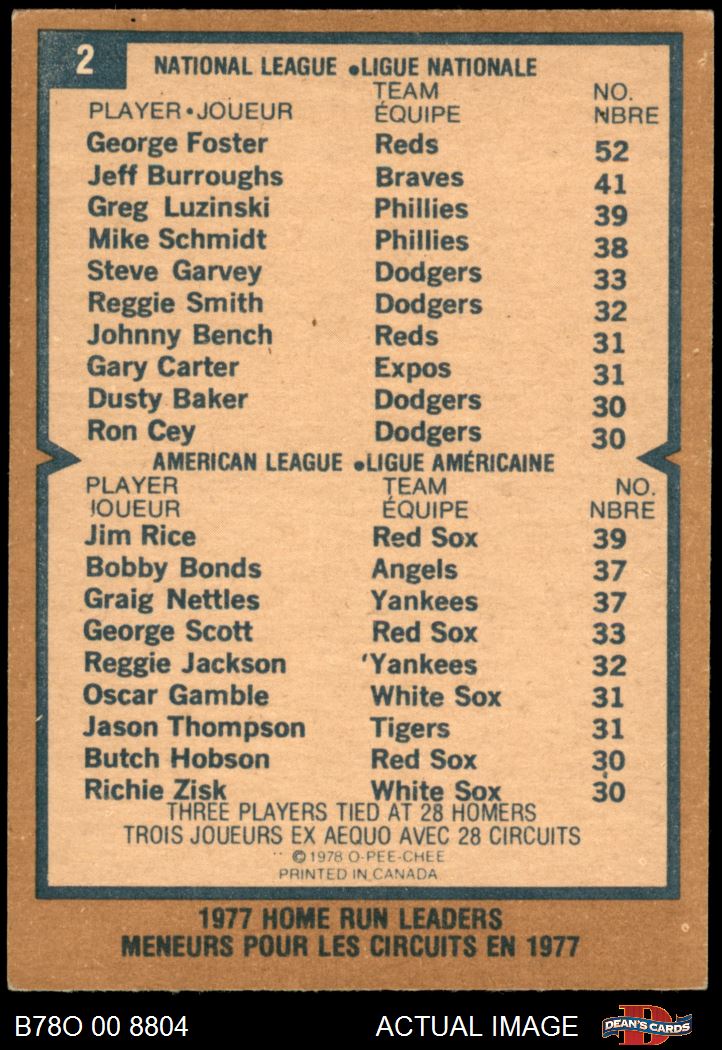 2
NATIONAL LEAGUE •LIGUE NATIONALE
PLAYER•JOUEUR TEAM ÉQUIPE NO. NBRE
George Foster Reds 52
Jeff Burroughs Braves 41
Greg Luzinski Phillies 39
Mike Schmidt Phillies 38
Steve Garvey Dodgers 33
Reggie Smith Dodgers 32
Johnny Bench Reds 31
Gary Carter Expos 31
Dusty Baker Dodgers 30
Ron Cey Dodgers 30
AMERICAN LEAGUE •LIGUE AMÉRICAINE
PLAYER TEAM NO.
JOUEUR ÉQUIPE NBRE
Jim Rice Red Sox 39
Bobby Bonds Angels 37
Graig Nettles Yankees 37
George Scott Red Sox 33
Reggie Jackson 'Yankees 32
Oscar Gamble White Sox 31
Jason Thompson Tigers 31
Butch Hobson Red Sox 30
Richie Zisk White Sox 30
THREE PLAYERS TIED AT 28 HOMERS
TROIS JOUEURS EX AEQUO AVEC 28 CIRCUITS
©1978 O-PEE-CHEE
PRINTED IN CANADA
1977 HOME RUN LEADERS
MENEURS POUR LES CIRCUITS EN 1977
B78O 00 8804 ACTUAL IMAGE D DEAN'S CARDS